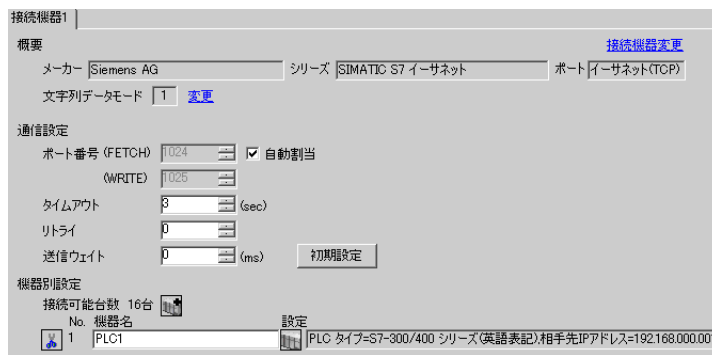 接続機器1
概要 接続機器変更
メーカー Siemens AG シリーズ SIMATIC S7 イーサネット ポート イーサネット(TCP)
文字列データモード 1 変更
通信設定
ポート番号 (FETCH) 1024 自動割当
(WRITE) 1025
タイムアウト 3 (sec)
リトライ 0
送信ウェイト 0 (ms) 初期設定
機器別設定
接続可能台数 16台
No. 機器名 設定
1 PLC1 PLC タイプ=S7-300/400 シリーズ(英語表記),相手先IPアドレス=192.168.000.00